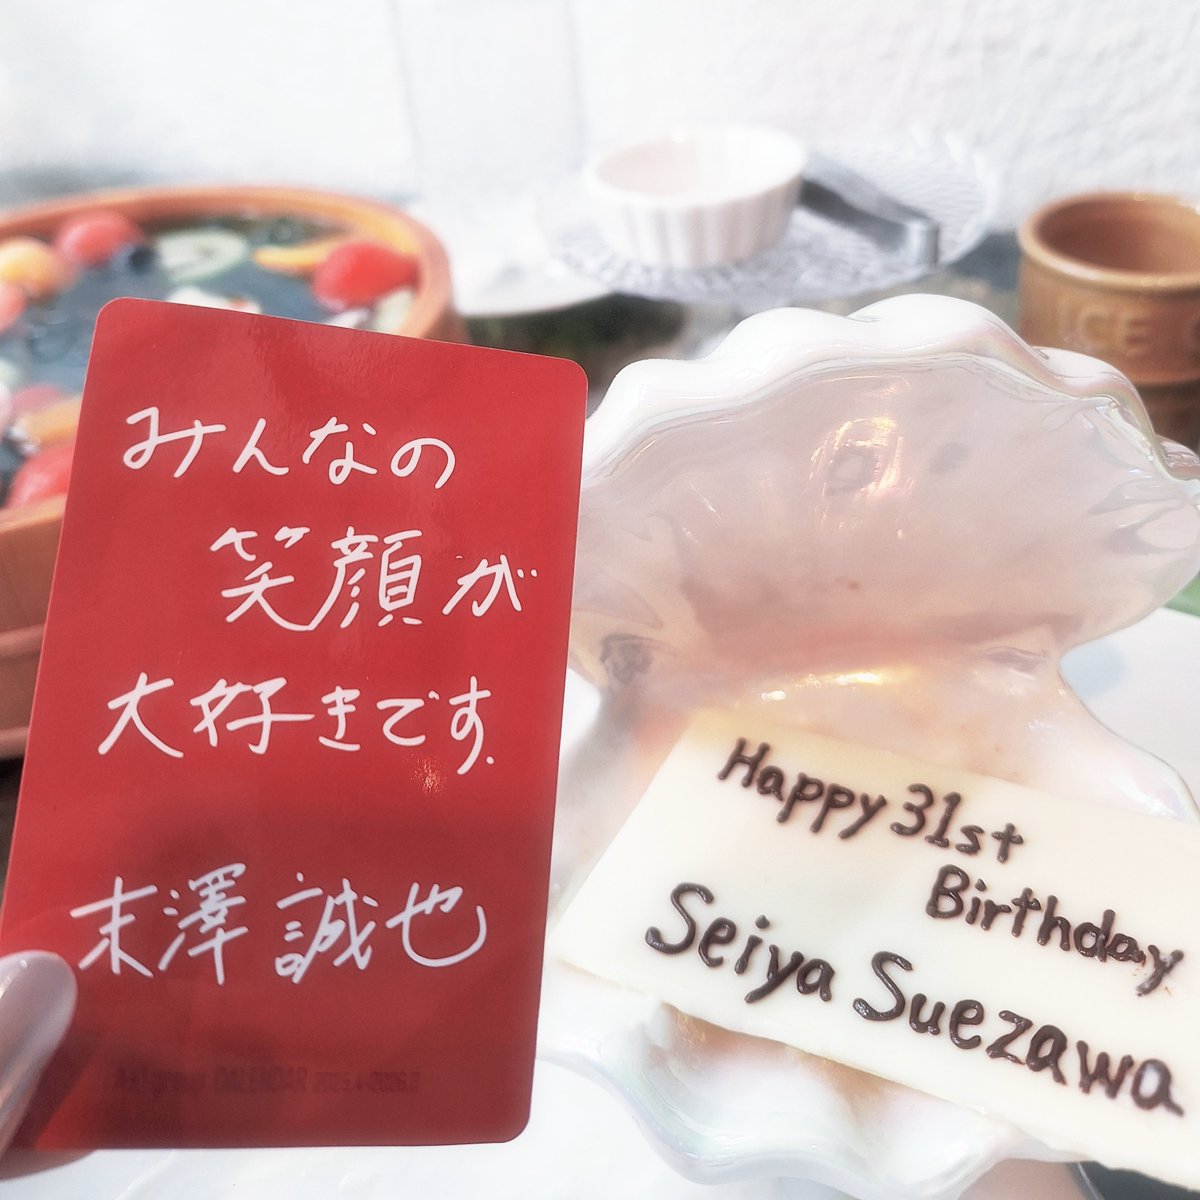 みんなの
笑顔が
大好きです.
末澤 誠也
Happy 31st
Birthday
Seiya Suezawa
ICE